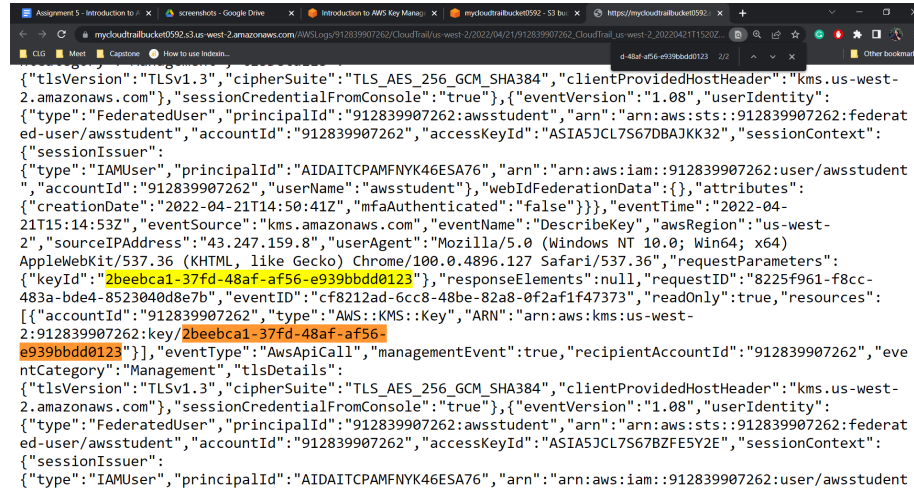 Assignment 5 - Introduction to A
screenshots - Google Drive
Introduction to AWS Key Manage
mycloudtrailbucket0592 - S3 buc
https://mycloudtrailbucket0592.s
mycloudtrailbucket0592.s3.us-west-2.amazonaws.com/AWSLogs/912839907262/CloudTrail/us-west-2/2022/04/21/912839907262_CloudTrail_us-west-2_20220421T1520Z...
CLG Meet Capstone How to use Indexin... Other bookmar
d-48af-af56-e939bbdd0123 2/2
{"tlsVersion":"TLSv1.3","cipherSuite":"TLS_AES_256_GCM_SHA384","clientProvidedHostHeader":"kms.us-west-
2.amazonaws.com"},"sessionCredentialFromConsole":"true"},{"eventVersion":"1.08","userIdentity":
{"type":"FederatedUser","principalId":"912839907262:awsstudent","arn":"arn:aws:sts::912839907262:federat
ed-user/awsstudent","accountId":"912839907262","accessKeyId":"ASIA5JCL7S67DBAJKK32","sessionContext":
{"sessionIssuer":
{"type":"IAMUser","principalId":"AIDAITCPAMFNYK46ESA76","arn":"arn:aws:iam::912839907262:user/awsstudent
","accountId":"912839907262","userName":"awsstudent"},"webIdFederationData":{},"attributes":
{"creationDate":"2022-04-21T14:50:41Z","mfaAuthenticated":"false"}}},"eventTime":"2022-04-
21T15:14:53Z","eventSource":"kms.amazonaws.com","eventName":"DescribeKey","awsRegion":"us-west-
2","sourceIPAddress":"43.247.159.8","userAgent":"Mozilla/5.0 (Windows NT 10.0; Win64; x64)
AppleWebKit/537.36 (KHTML, like Gecko) Chrome/100.0.4896.127 Safari/537.36","requestParameters":
{"keyId":"2beebca1-37fd-48af-af56-e939bbdd0123"},"responseElements":null,"requestID":"8225f961-f8cc-
483a-bde4-8523040d8e7b","eventID":"cf8212ad-6cc8-48be-82a8-0f2af1f47373","readOnly":true,"resources":
[{"accountId":"912839907262","type":"AWS::KMS::Key","ARN":"arn:aws:kms:us-west-
2:912839907262:key/2beebca1-37fd-48af-af56-
e939bbdd0123"}],"eventType":"AwsApiCall","managementEvent":true,"recipientAccountId":"912839907262","eve
ntCategory":"Management","tlsDetails":
{"tlsVersion":"TLSv1.3","cipherSuite":"TLS_AES_256_GCM_SHA384","clientProvidedHostHeader":"kms.us-west-
2.amazonaws.com"},"sessionCredentialFromConsole":"true"},{"eventVersion":"1.08","userIdentity":
{"type":"FederatedUser","principalId":"912839907262:awsstudent","arn":"arn:aws:sts::912839907262:federat
ed-user/awsstudent","accountId":"912839907262","accessKeyId":"ASIA5JCL7S67BZFE5Y2E","sessionContext":
{"sessionIssuer":
{"type":"IAMUser","principalId":"AIDAITCPAMFNYK46ESA76","arn":"arn:aws:iam::912839907262:user/awsstudent